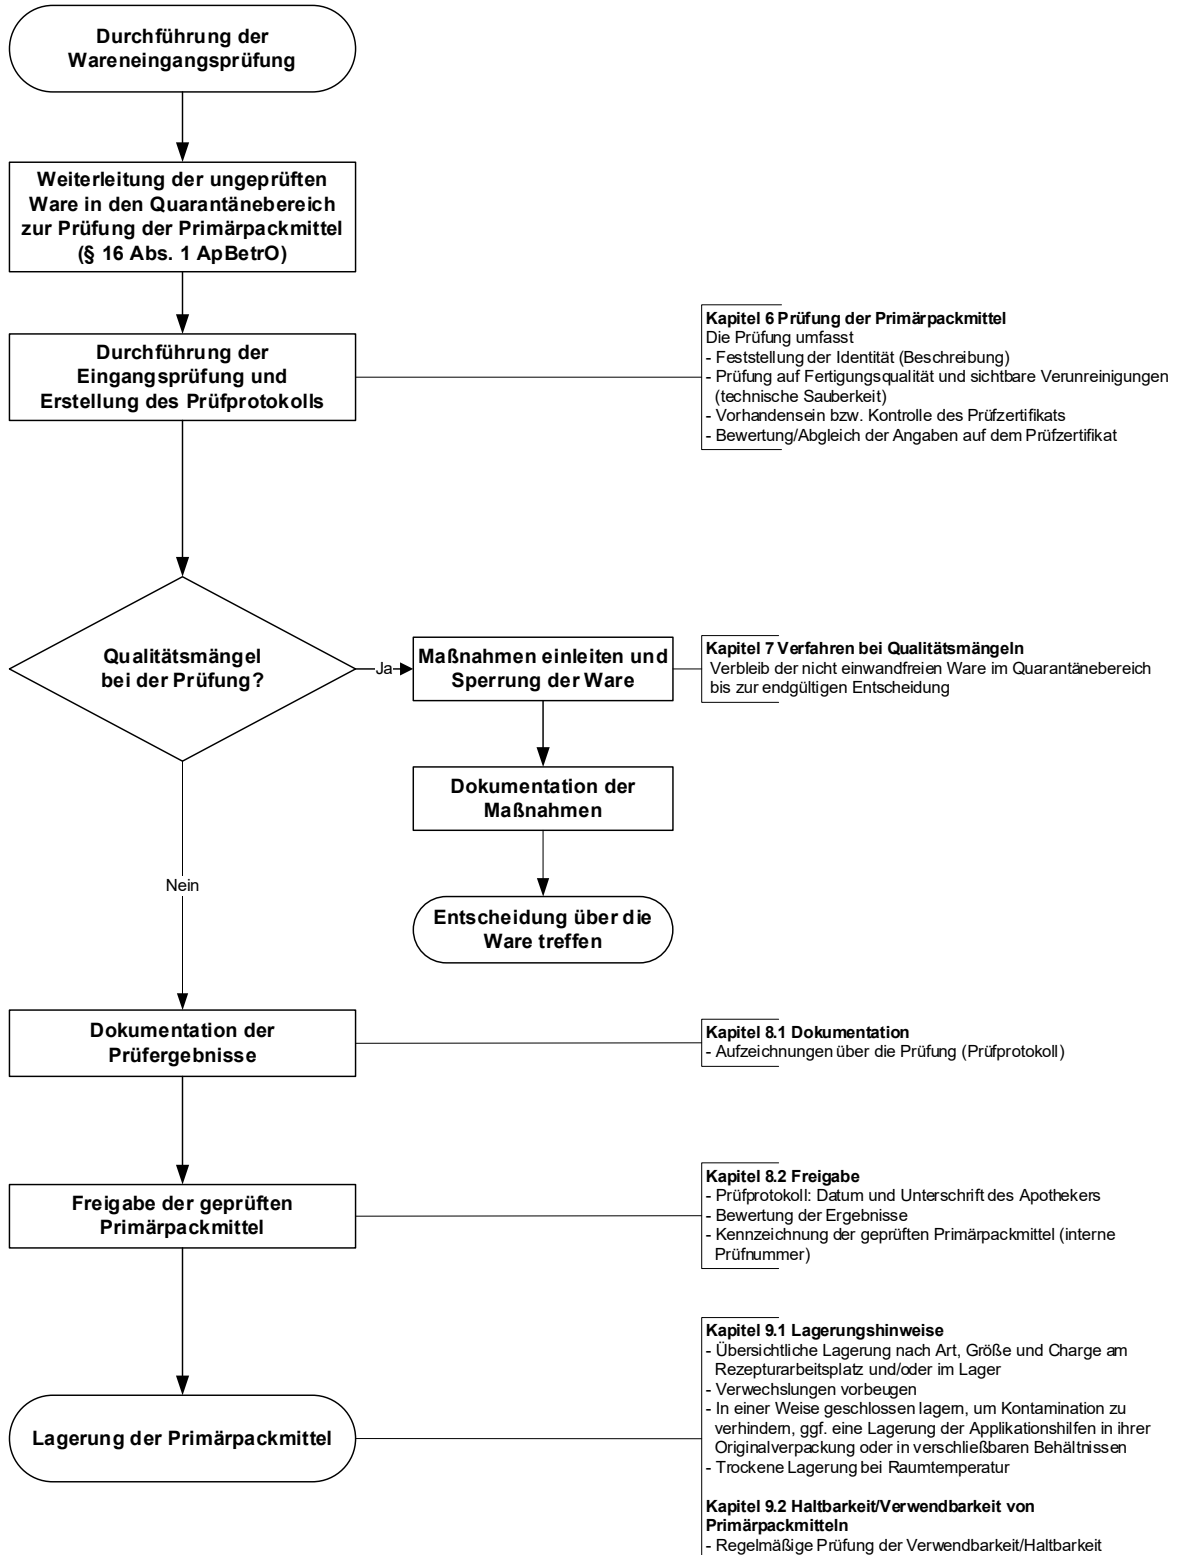 Durchführung der
Wareneingangsprüfung
Weiterleitung der ungeprüften
Ware in den Quarantänebereich
zur Prüfung der Primärpackmittel
(§ 16 Abs. 1 ApBetrO)
Durchführung der
Eingangsprüfung und
Erstellung des Prüfprotokolls
Kapitel 6 Prüfung der Primärpackmittel
Die Prüfung umfasst
- Feststellung der Identität (Beschreibung)
- Prüfung auf Fertigungsqualität und sichtbare Verunreinigungen
(technische Sauberkeit)
- Vorhandensein bzw. Kontrolle des Prüfzertifikats
- Bewertung/Abgleich der Angaben auf dem Prüfzertifikat
Qualitätsmängel
bei der Prüfung?
Ja
Maßnahmen einleiten und
Sperrung der Ware
Kapitel 7 Verfahren bei Qualitätsmängeln
Verbleib der nicht einwandfreien Ware im Quarantänebereich
bis zur endgültigen Entscheidung
Dokumentation der
Maßnahmen
Nein
Entscheidung über die
Ware treffen
Dokumentation der
Prüfergebnisse
Kapitel 8.1 Dokumentation
- Aufzeichnungen über die Prüfung (Prüfprotokoll)
Freigabe der geprüften
Primärpackmittel
Kapitel 8.2 Freigabe
- Prüfprotokoll: Datum und Unterschrift des Apothekers
- Bewertung der Ergebnisse
- Kennzeichnung der geprüften Primärpackmittel (interne
Prüfnummer)
Lagerung der Primärpackmittel
Kapitel 9.1 Lagerungshinweise
- Übersichtliche Lagerung nach Art, Größe und Charge am
Rezepturarbeitsplatz und/oder im Lager
- Verwechslungen vorbeugen
- In einer Weise geschlossen lagern, um Kontamination zu
verhindern, ggf. eine Lagerung der Applikationshilfen in ihrer
Originalverpackung oder in verschließbaren Behältnissen
- Trockene Lagerung bei Raumtemperatur
Kapitel 9.2 Haltbarkeit/Verwendbarkeit von
Primärpackmitteln
- Regelmäßige Prüfung der Verwendbarkeit/Haltbarkeit